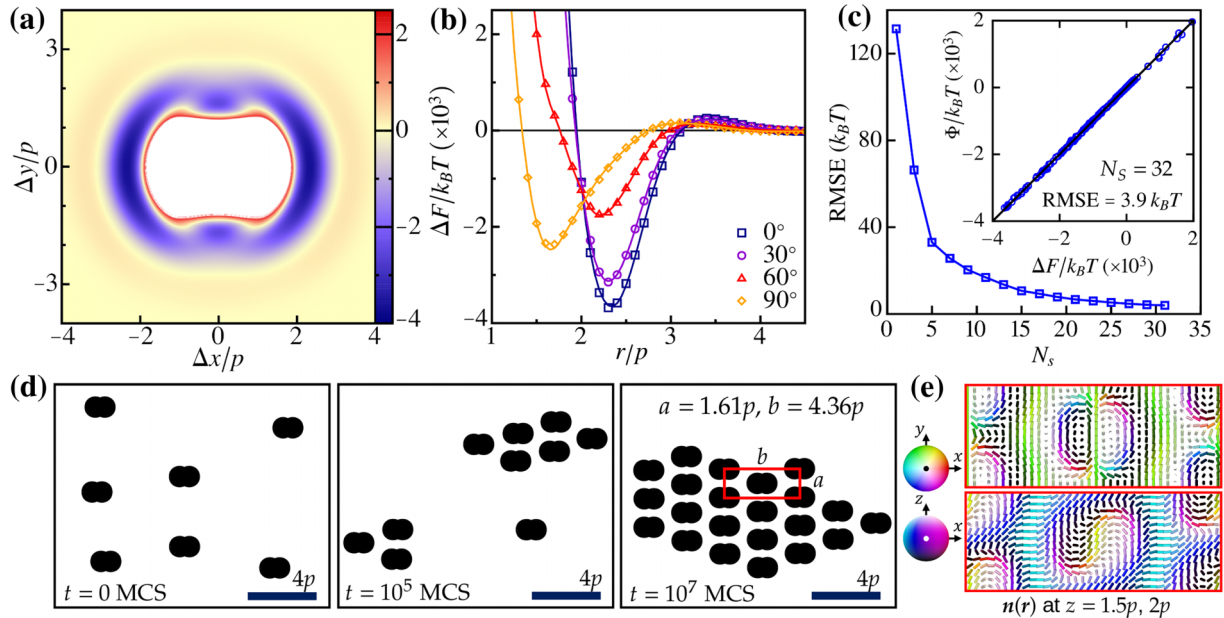 (a)
3
0
−3
Δy/p
−4
−2
0
2
4
Δx/p
2
0
−2
−4
(b)
2
0
−2
−4
ΔF/k_BT (×10³)
2
3
4
r/p
0°
30°
60°
90°
(c)
120
80
40
0
RMSE (k_BT)
0
5
10
15
20
25
30
35
N_s
2
0
−2
−4
Φ/k_BT (×10³)
−4
−2
0
2
ΔF/k_BT (×10³)
N_S = 32
RMSE = 3.9 k_BT
(d)
t = 0 MCS
4p
t = 10⁵ MCS
4p
a = 1.61p, b = 4.36p
b
a
t = 10⁷ MCS
4p
(e)
y
x
z
x
n(r) at z = 1.5p, 2p